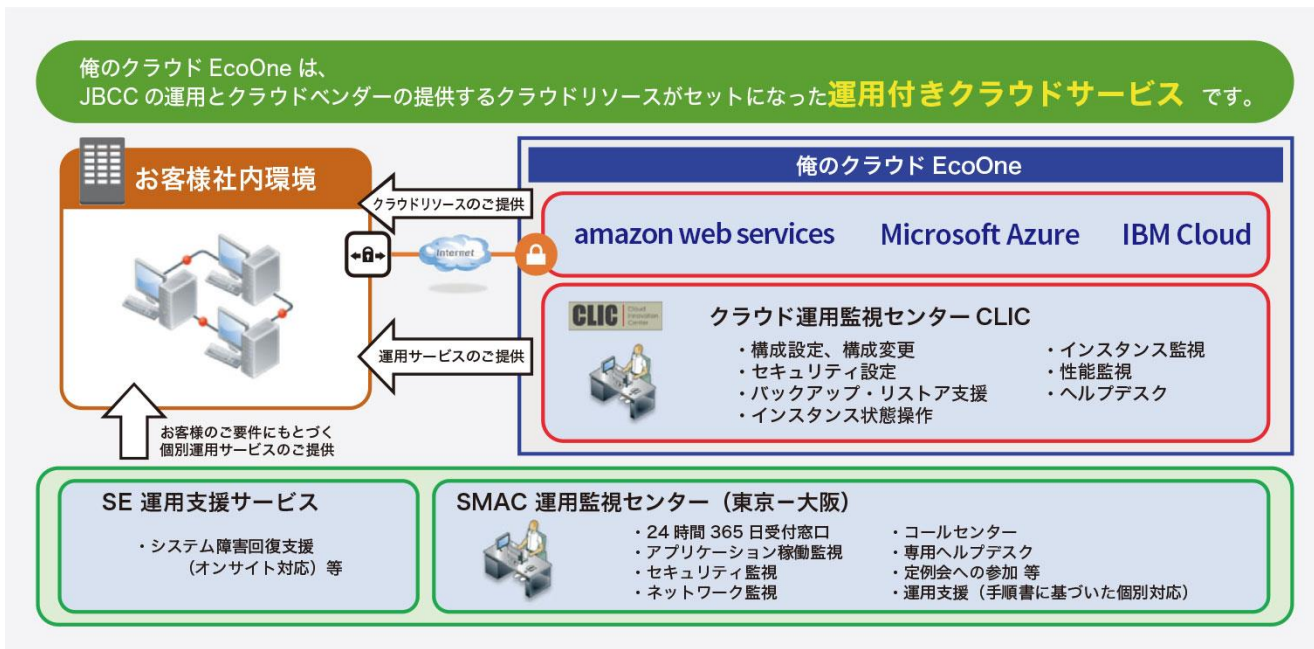 俺のクラウド EcoOne は、
JBCC の運用とクラウドベンダーの提供するクラウドリソースがセットになった運用付きクラウドサービス です。
お客様社内環境
クラウドリソースのご提供
Internet
運用サービスのご提供
お客様のご要件にもとづく
個別運用サービスのご提供
俺のクラウド EcoOne
amazon web services Microsoft Azure IBM Cloud
CLIC
Cloud
Innovation
Center
クラウド運用監視センター CLIC
・構成設定、構成変更
・セキュリティ設定
・バックアップ・リストア支援
・インスタンス状態操作
・インスタンス監視
・性能監視
・ヘルプデスク
SE 運用支援サービス
・システム障害回復支援
（オンサイト対応）等
SMAC 運用監視センター（東京ー大阪）
・24 時間 365 日受付窓口
・アプリケーション稼働監視
・セキュリティ監視
・ネットワーク監視
・コールセンター
・専用ヘルプデスク
・定例会への参加 等
・運用支援（手順書に基づいた個別対応）